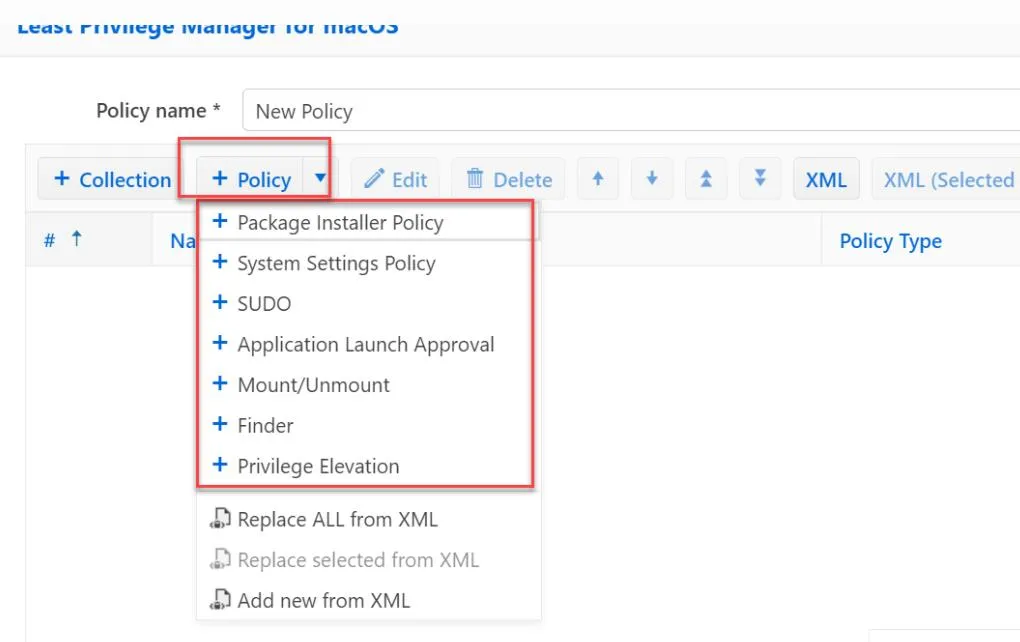 Least Privilege Manager for macOS
Policy name * New Policy
+ Collection + Policy Edit Delete XML XML (Selected
# Na Policy Type
+ Package Installer Policy
+ System Settings Policy
+ SUDO
+ Application Launch Approval
+ Mount/Unmount
+ Finder
+ Privilege Elevation
Replace ALL from XML
Replace selected from XML
Add new from XML